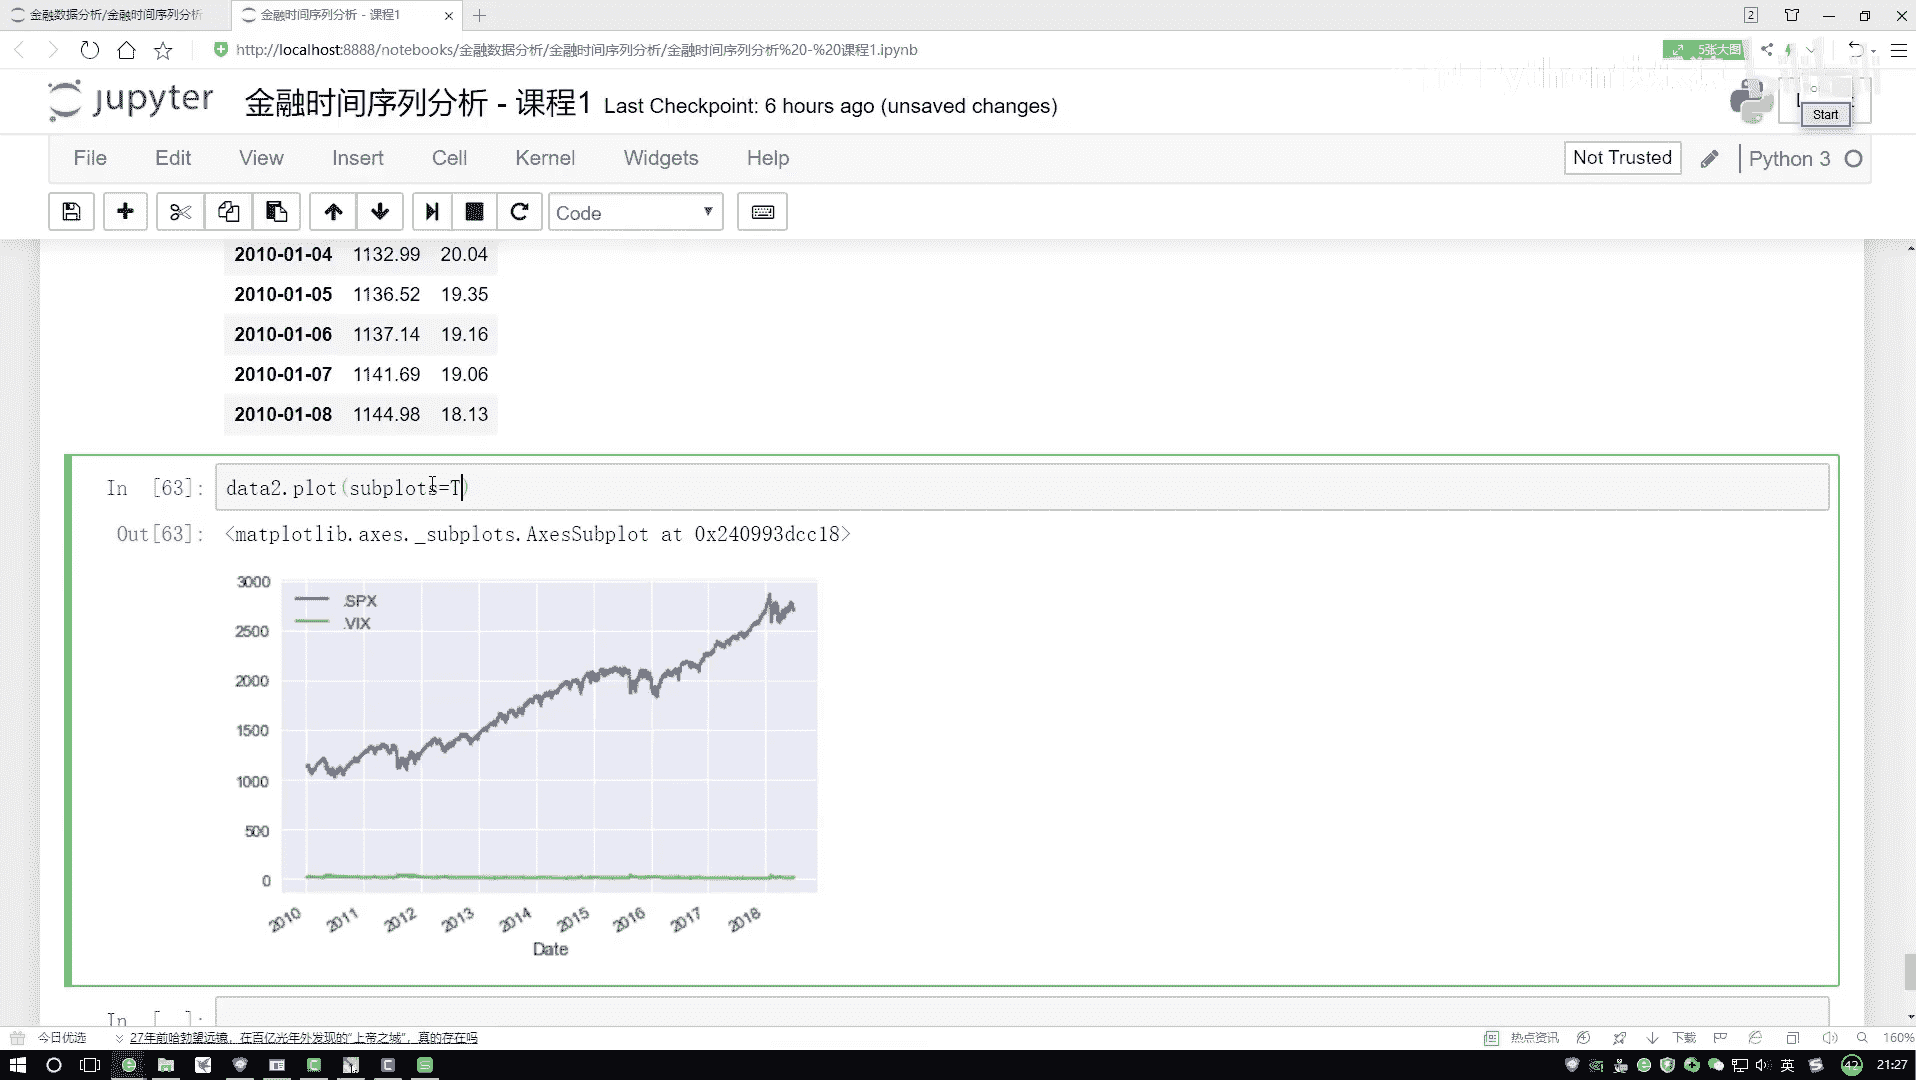 金融数据分析/金融时间序列分析
金融时间序列分析 - 课程1
2
http://localhost:8888/notebooks/金融数据分析/金融时间序列分析/金融时间序列分析%20-%20课程1.ipynb
5张大图
jupyter
金融时间序列分析 - 课程1 Last Checkpoint: 6 hours ago (unsaved changes)
Start
File Edit View Insert Cell Kernel Widgets Help
Not Trusted
Python 3
Code
2010-01-04 1132.99 20.04
2010-01-05 1136.52 19.35
2010-01-06 1137.14 19.16
2010-01-07 1141.69 19.06
2010-01-08 1144.98 18.13
In [63]: data2.plot(subplots=T)
Out[63]: <matplotlib.axes._subplots.AxesSubplot at 0x240993dcc18>
3000
.SPX
.VIX
2500
2000
1500
1000
500
0
2010 2011 2012 2013 2014 2015 2016 2017 2018
Date
In [ ]:
今日优选
27年前哈勃望远镜，在百亿光年外发现的"上帝之城"，真的存在吗
热点资讯
下载
160%
英
42
21:27